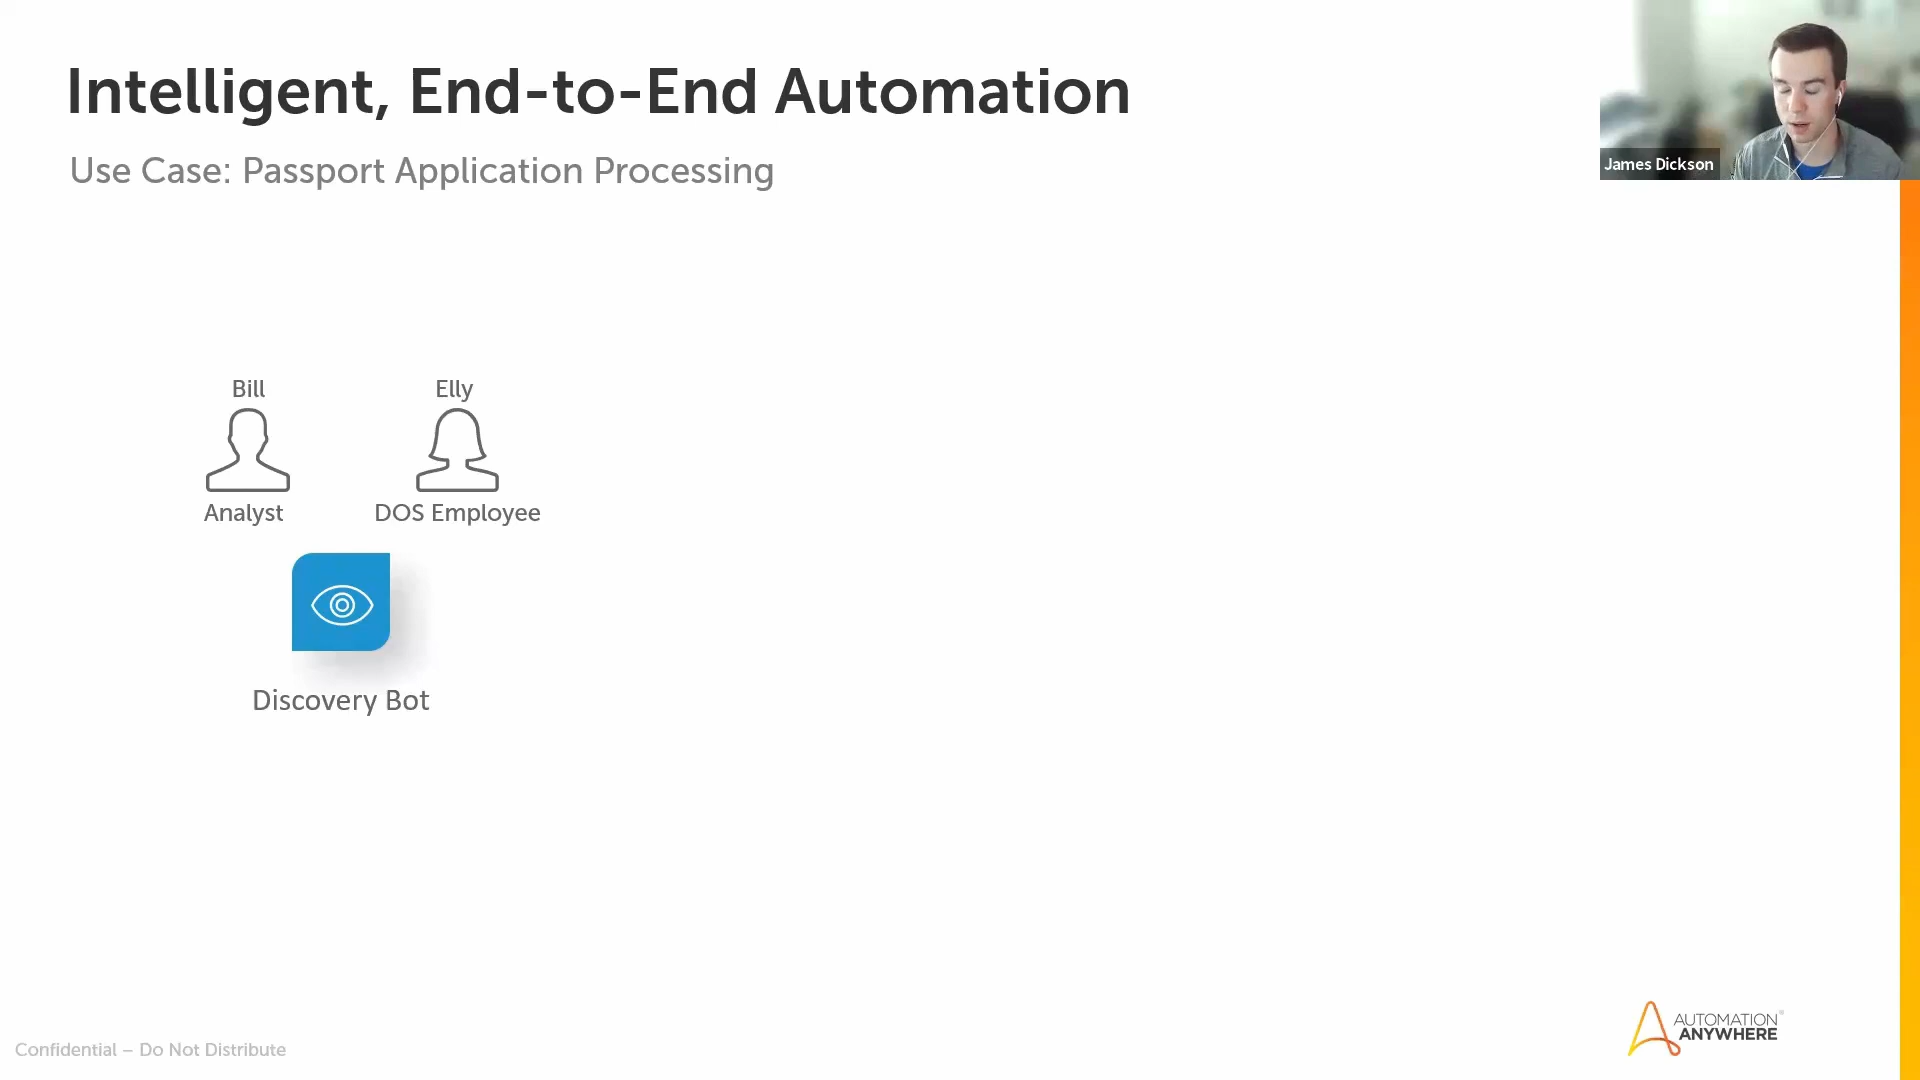 Intelligent, End-to-End Automation
Use Case: Passport Application Processing
James Dickson
Bill
Elly
Analyst
DOS Employee
Discovery Bot
Confidential – Do Not Distribute
AUTOMATION
ANYWHERE